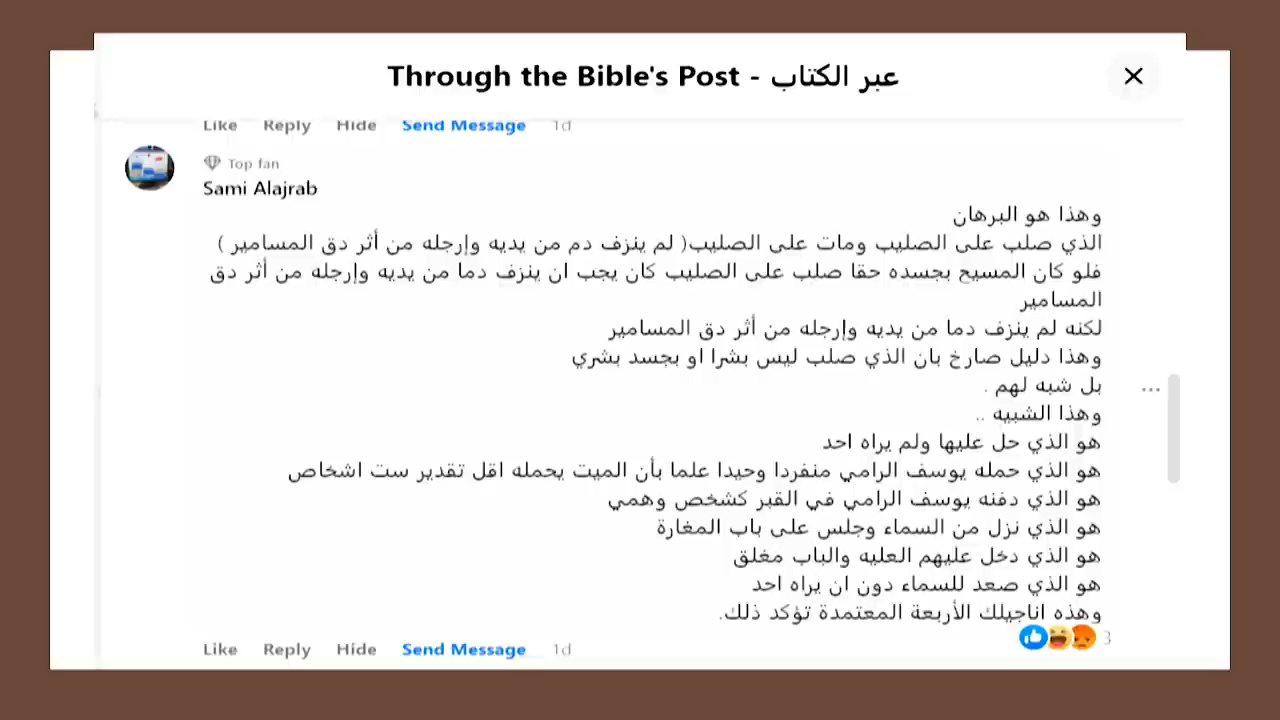 Through the Bible's Post - عبر الكتاب
Like Reply Hide Send Message 1d
Top fan
Sami Alajrab
وهذا هو البرهان
الذي صلب على الصليب ومات على الصليب( لم ينزف دم من يديه وإرجله من أثر دق المسامير )
فلو كان المسيح بجسده حقا صلب على الصليب كان يجب ان ينزف دما من يديه وإرجله من أثر دق
المسامير
لكنه لم ينزف دما من يديه وإرجله من أثر دق المسامير
وهذا دليل صارخ بان الذي صلب ليس بشرا او بجسد بشري
بل شبه لهم .
وهذا الشبيه ..
هو الذي حل عليها ولم يراه احد
هو الذي حمله يوسف الرامي منفردا وحيدا علما بأن الميت يحمله اقل تقدير ست اشخاص
هو الذي دفنه يوسف الرامي في القبر كشخص وهمي
هو الذي نزل من السماء وجلس على باب المغارة
هو الذي دخل عليهم العليه والباب مغلق
هو الذي صعد للسماء دون ان يراه احد
وهذه اناجيلك الأربعة المعتمدة تؤكد ذلك.
3
Like Reply Hide Send Message 1d